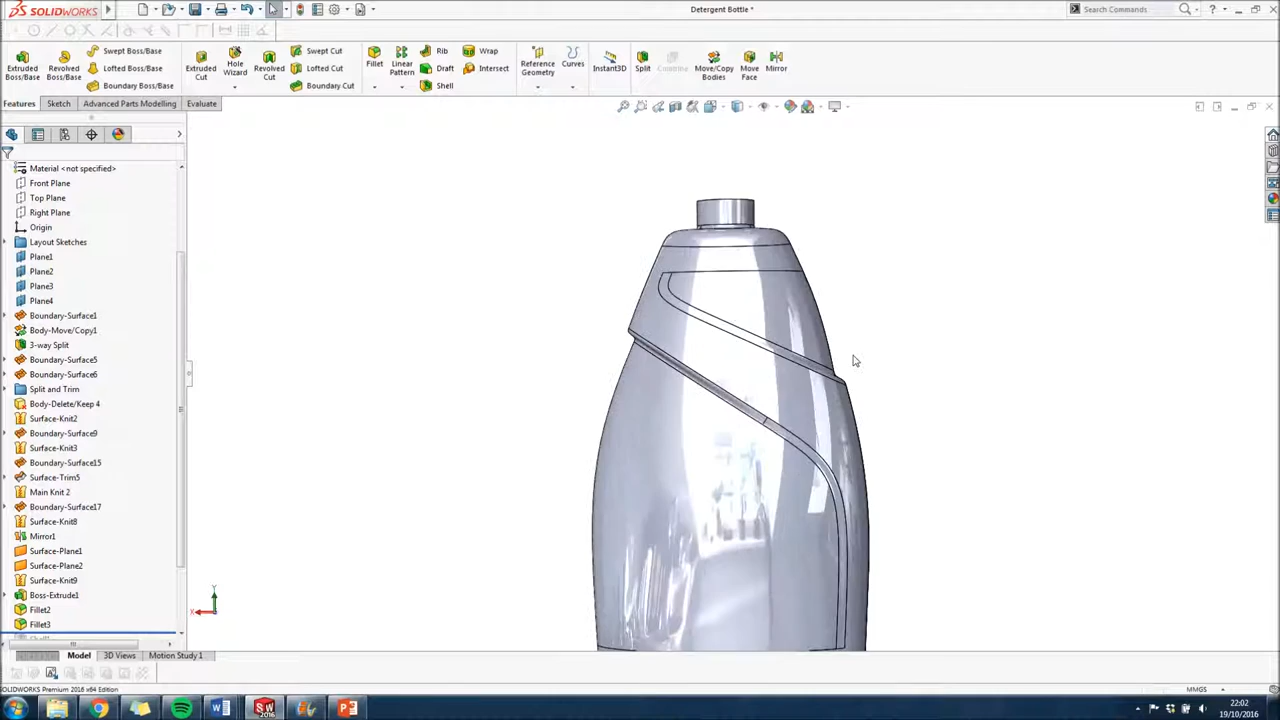 SOLIDWORKS
Detergent Bottle *
Search Commands
Extruded Boss/Base
Revolved Boss/Base
Swept Boss/Base
Lofted Boss/Base
Boundary Boss/Base
Extruded Cut
Hole Wizard
Revolved Cut
Swept Cut
Lofted Cut
Boundary Cut
Fillet
Linear Pattern
Rib
Draft
Shell
Wrap
Intersect
Reference Geometry
Curves
Instant3D
Split
Combine
Move/Copy Bodies
Move Face
Mirror
Features
Sketch
Advanced Parts Modelling
Evaluate
Material <not specified>
Front Plane
Top Plane
Right Plane
Origin
Layout Sketches
Plane1
Plane2
Plane3
Plane4
Boundary-Surface1
Body-Move/Copy1
3-way Split
Boundary-Surface5
Boundary-Surface6
Split and Trim
Body-Delete/Keep 4
Surface-Knit2
Boundary-Surface9
Surface-Knit3
Boundary-Surface15
Surface-Trim5
Main Knit 2
Boundary-Surface17
Surface-Knit8
Mirror1
Surface-Plane1
Surface-Plane2
Surface-Knit9
Boss-Extrude1
Fillet2
Fillet3
Y
X
Model
3D Views
Motion Study 1
SOLIDWORKS Premium 2016 x64 Edition
MMGS
22:02
19/10/2016